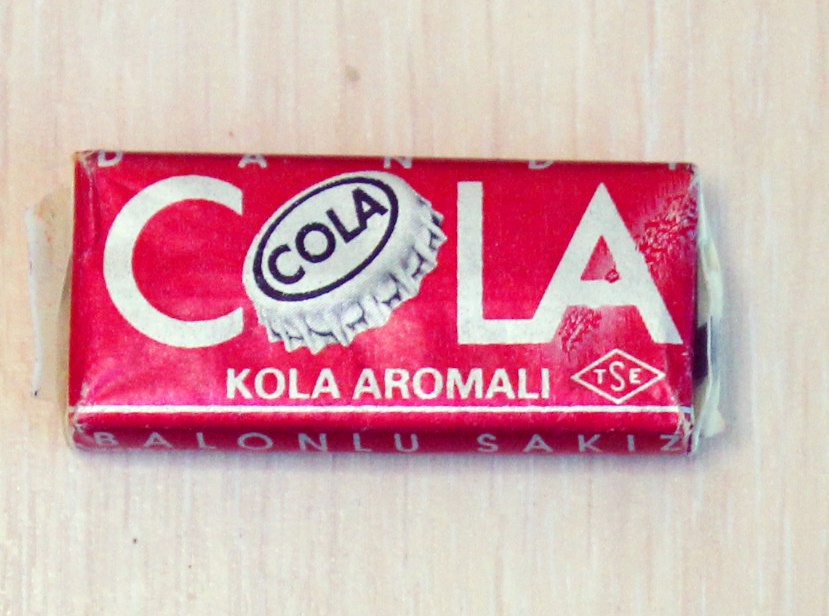 DANDY
COLA
COLA
KOLA AROMALI
TSE
BALONLU SAKIZ